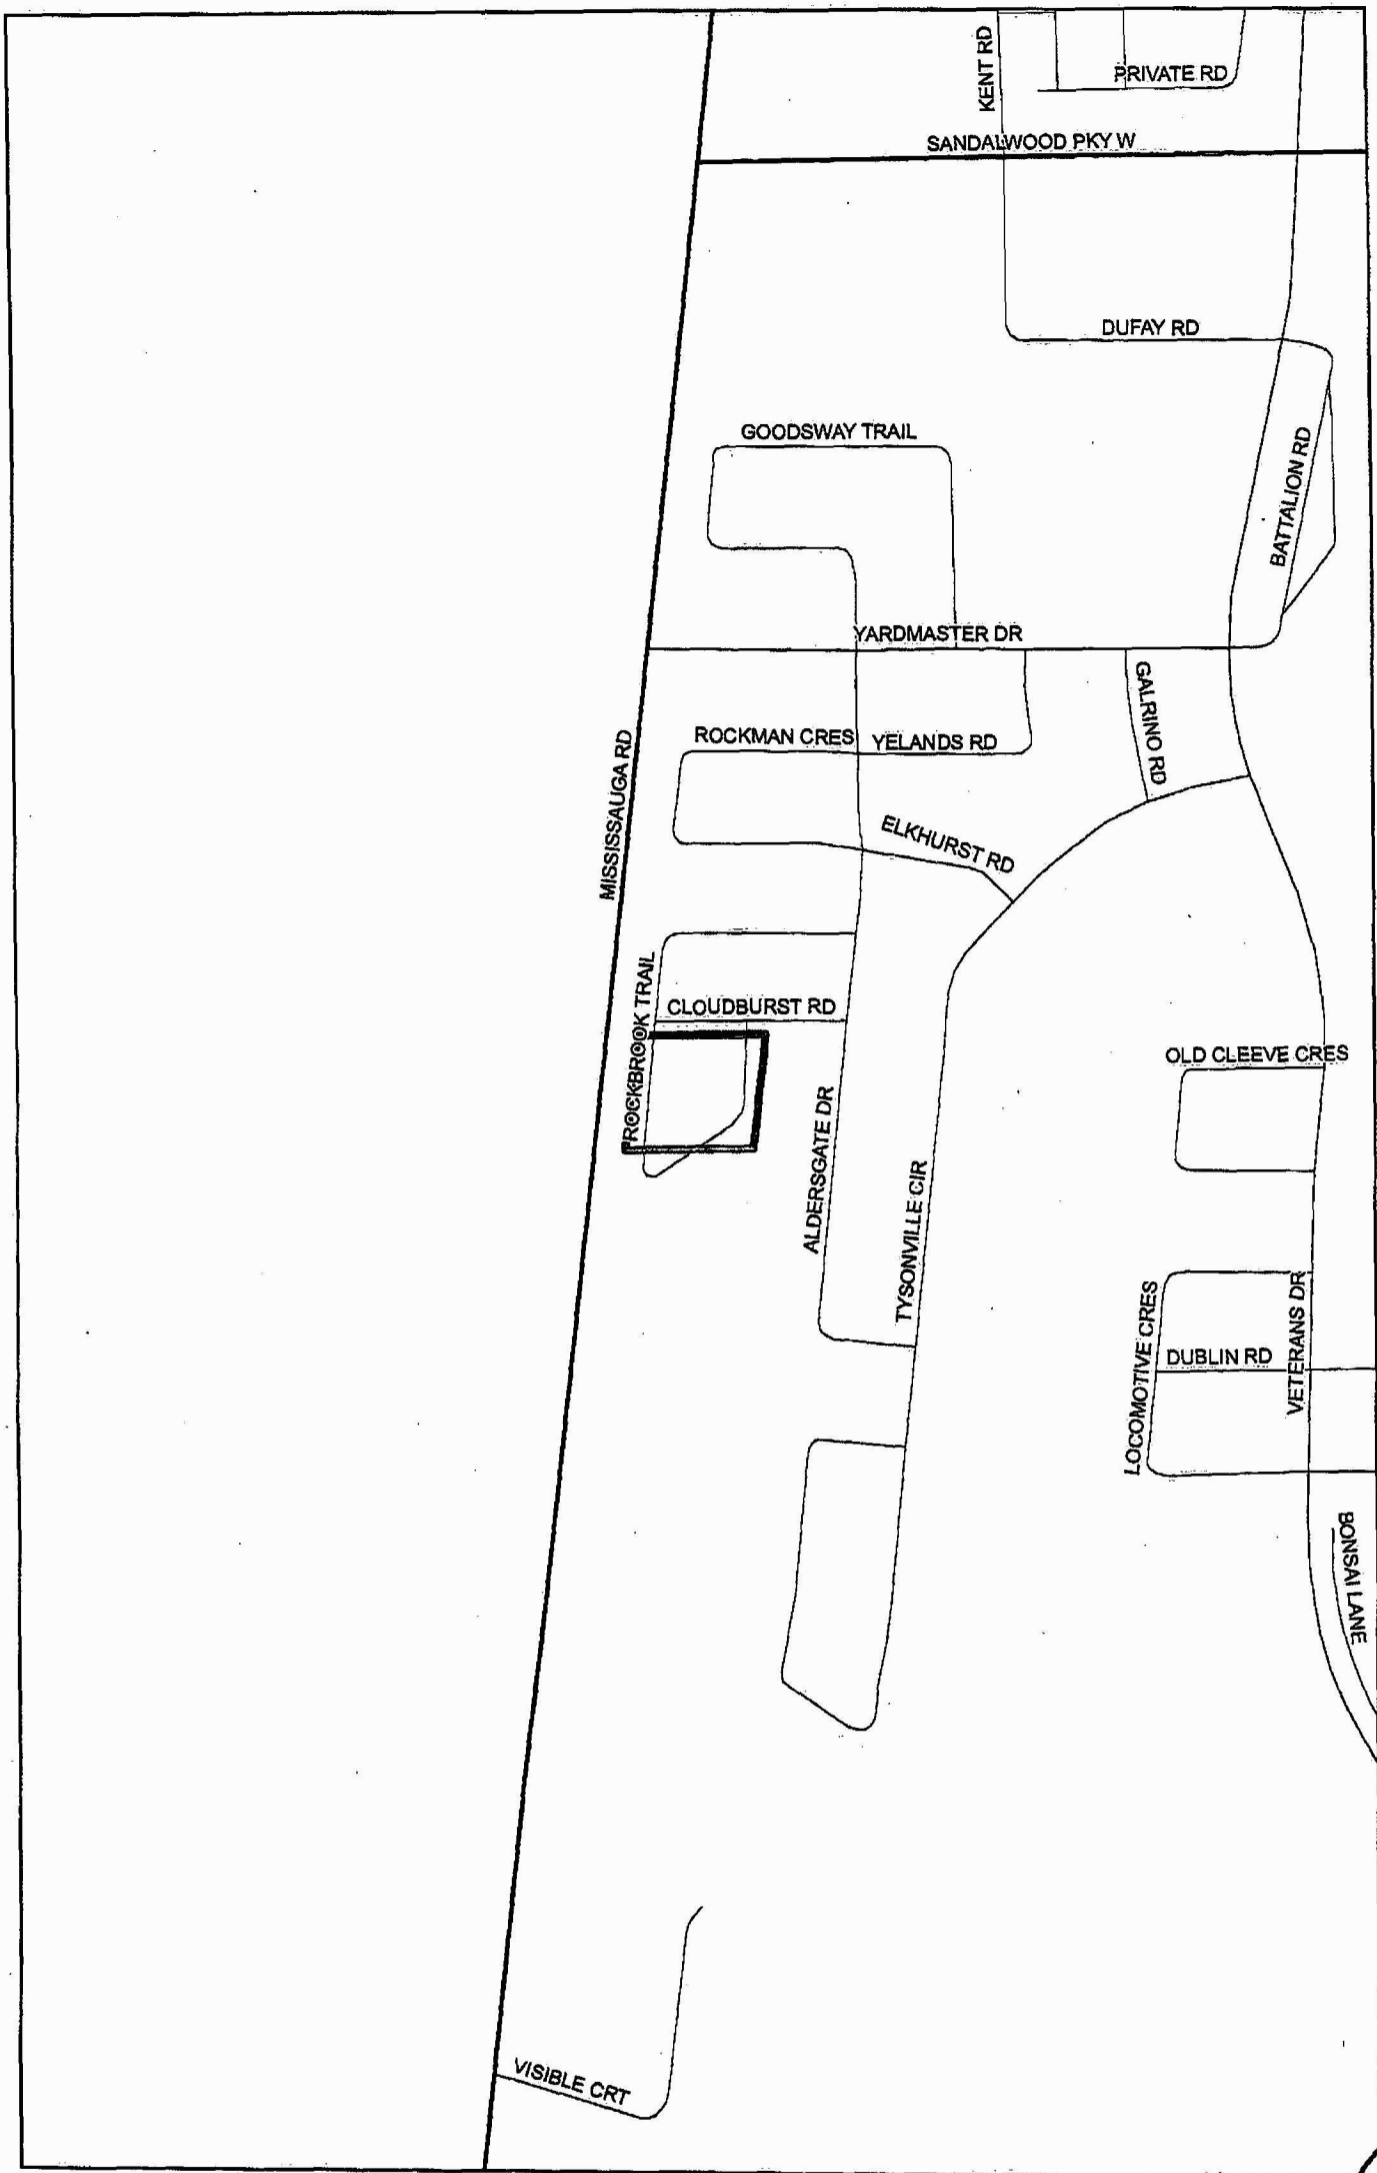 KENT RD
PRIVATE RD
SANDALWOOD PKY W
DUFAY RD
GOODSWAY TRAIL
BATTALION RD
YARDMASTER DR
GALRINO RD
ROCKMAN CRES
YELANDS RD
MISSISSAUGA RD
ELKHURST RD
ROCKBROOK TRAIL
CLOUDBURST RD
OLD CLEEVE CRES
ALDERSGATE DR
TYSONVILLE CIR
LOCOMOTIVE CRES
DUBLIN RD
VETERANS DR
BONSAI LANE
VISIBLE CRT